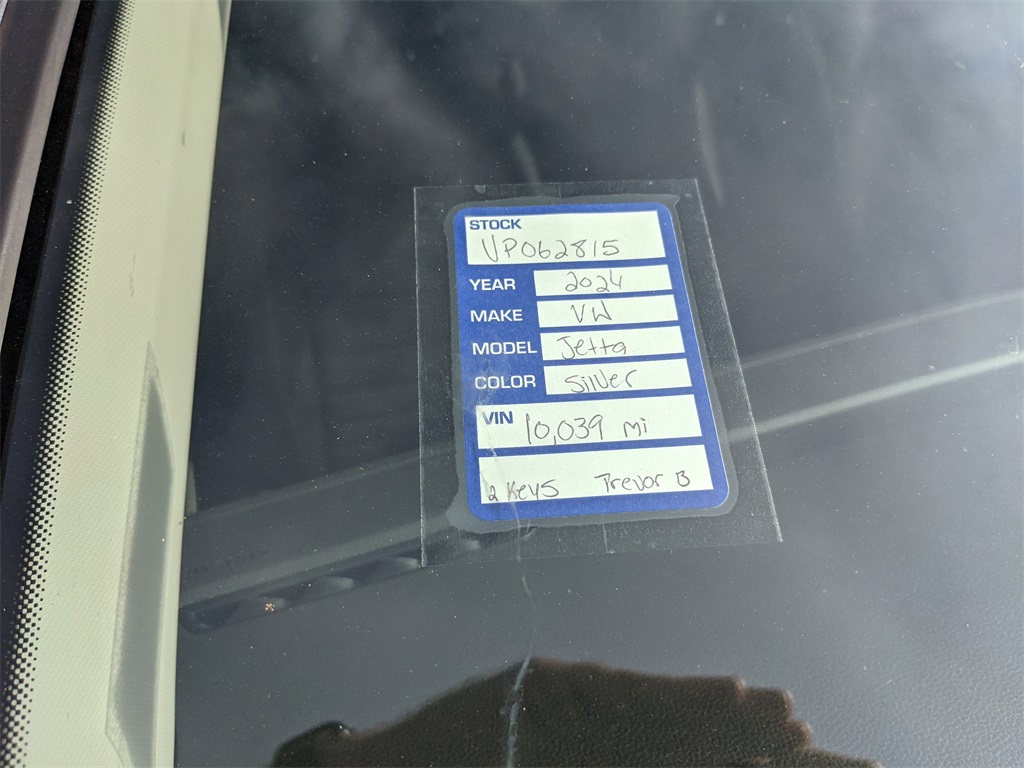 STOCK
VP062815
YEAR 2024
MAKE VW
MODEL Jetta
COLOR Silver
VIN 10,039 mi
2 Keys Trevor B